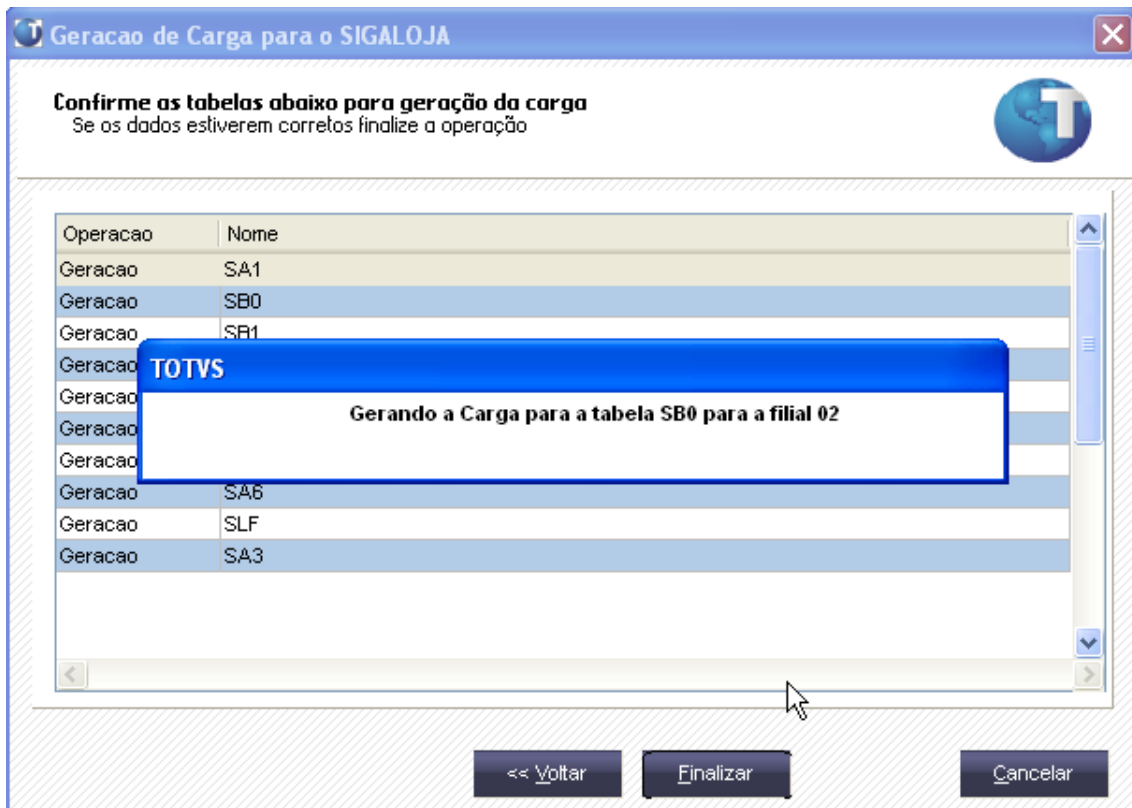 Geracao de Carga para o SIGALOJA
Confirme as tabelas abaixo para geração da carga
Se os dados estiverem corretos finalize a operação
Operacao Nome
Geracao SA1
Geracao SB0
Geracao SB1
Geracao
Geracao
Geracao
Geracao
TOTVS
Gerando a Carga para a tabela SB0 para a filial 02
Geracao SA6
Geracao SLF
Geracao SA3
<< Voltar Finalizar Cancelar